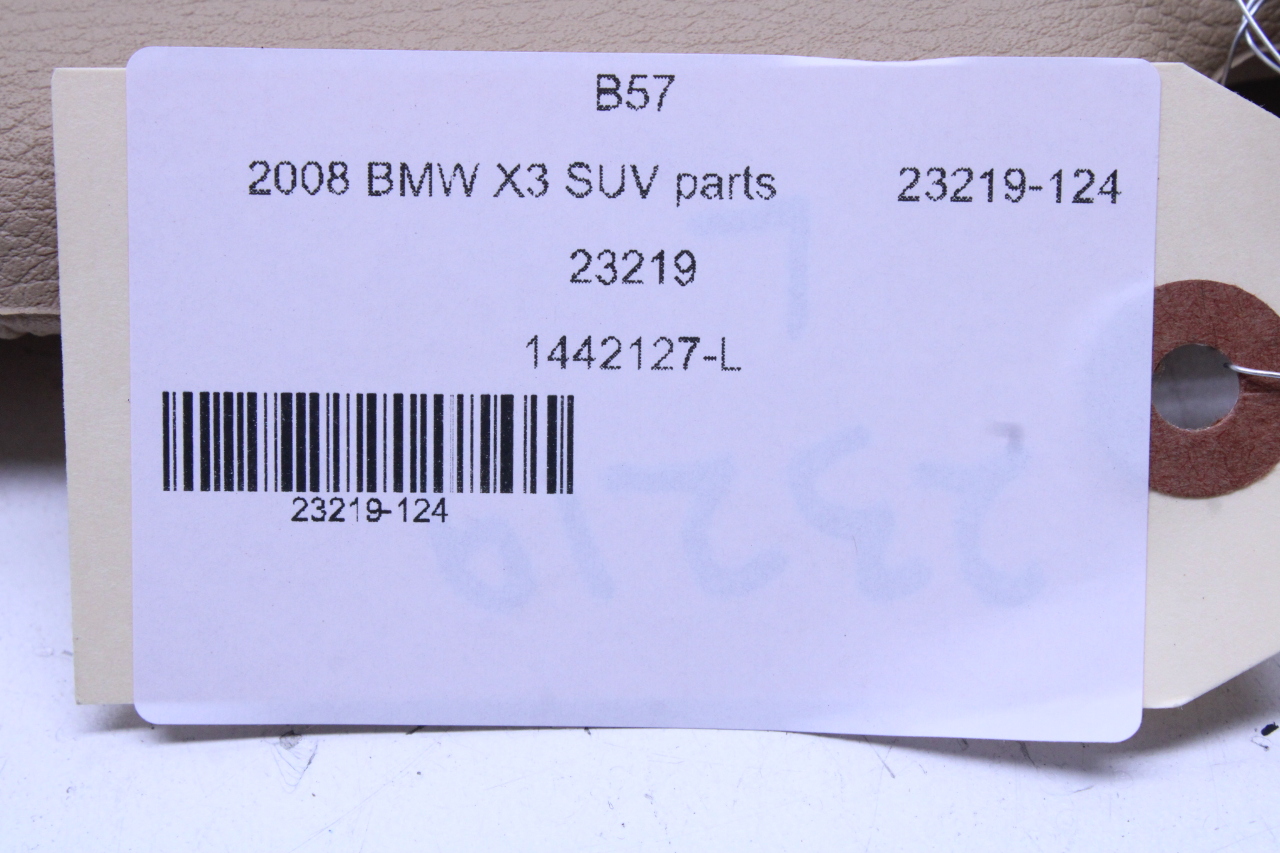 B57
2008 BMW X3 SUV parts 23219-124
23219
1442127-L
23219-124